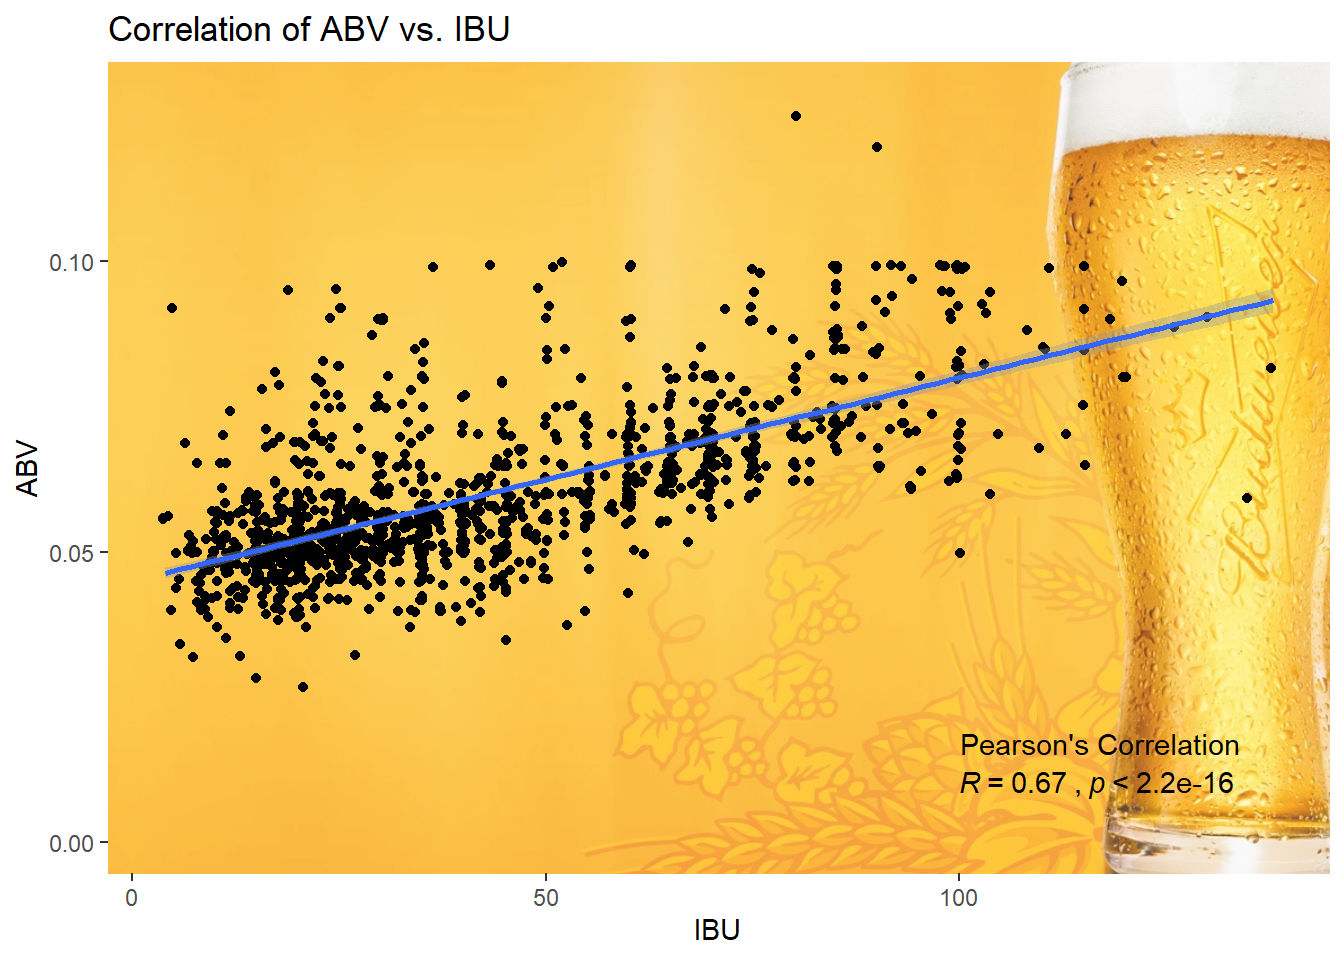 Correlation of ABV vs. IBU
ABV
0.10
0.05
0.00
Budweiser
Pearson's Correlation
R = 0.67 , p < 2.2e-16
0
50
100
IBU